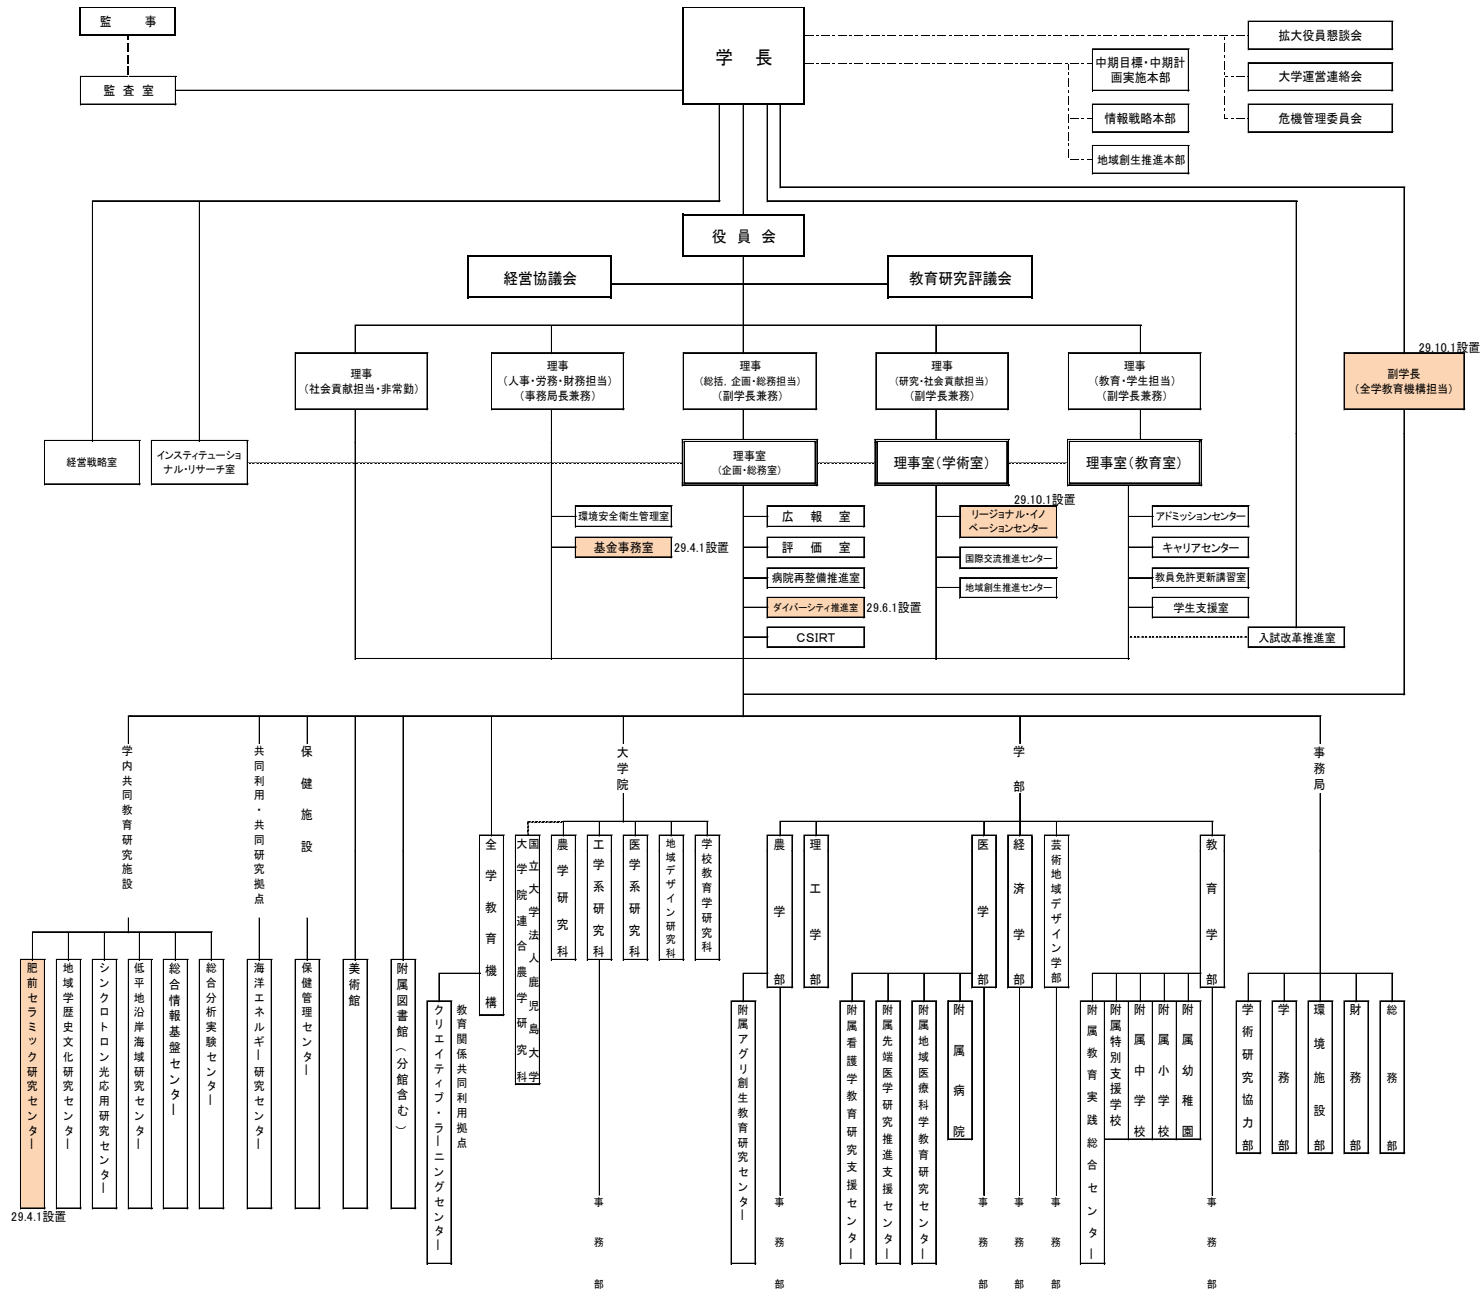 監　事
学　長
拡大役員懇談会
中期目標・中期計
画実施本部
大学運営連絡会
監 査 室
情報戦略本部
危機管理委員会
地域創生推進本部
役 員 会
経営協議会
教育研究評議会
理事
（社会貢献担当・非常勤）
理事
（人事・労務・財務担当）
（事務局長兼務）
理事
（総括，企画・総務担当）
（副学長兼務）
理事
（研究・社会貢献担当）
（副学長兼務）
理事
（教育・学生担当）
（副学長兼務）
29.10.1設置
副学長
（全学教育機構担当）
経営戦略室
インスティテューショ
ナル・リサーチ室
理事室
（企画・総務室）
理事室（学術室）
理事室（教育室）
環境安全衛生管理室
基金事務室
29.4.1設置
広 報 室
評 価 室
病院再整備推進室
ダイバーシティ推進室
29.6.1設置
CSIRT
29.10.1設置
リージョナル・イノ
ベーションセンター
国際交流推進センター
地域創生推進センター
アドミッションセンター
キャリアセンター
教員免許更新講習室
学生支援室
入試改革推進室
学内共同教育研究施設
共同利用・共同研究拠点
保健施設
大学院
学部
事務局
肥前セラミック研究センター
29.4.1設置
地域学歴史文化研究センター
シンクロトロン光応用研究センター
低平地沿岸海域研究センター
総合情報基盤センター
総合分析実験センター
海洋エネルギー研究センター
保健管理センター
美術館
附属図書館（分館含む）
全学教育機構
クリエイティブ・ラーニングセンター
教育関係共同利用拠点
国立大学法人鹿児島大学
大学院連合農学研究科
農学研究科
工学系研究科
事務部
医学系研究科
地域デザイン研究科
学校教育学研究科
農学部
附属アグリ創生教育研究センター
事務部
理工学部
医学部
附属看護学教育研究支援センター
附属先端医学研究推進支援センター
附属地域医療科学教育研究センター
附属病院
事務部
経済学部
事務部
芸術地域デザイン学部
事務部
教育学部
附属教育実践総合センター
附属特別支援学校
附属中学校
附属小学校
附属幼稚園
事務部
学術研究協力部
学務部
環境施設部
財務部
総務部